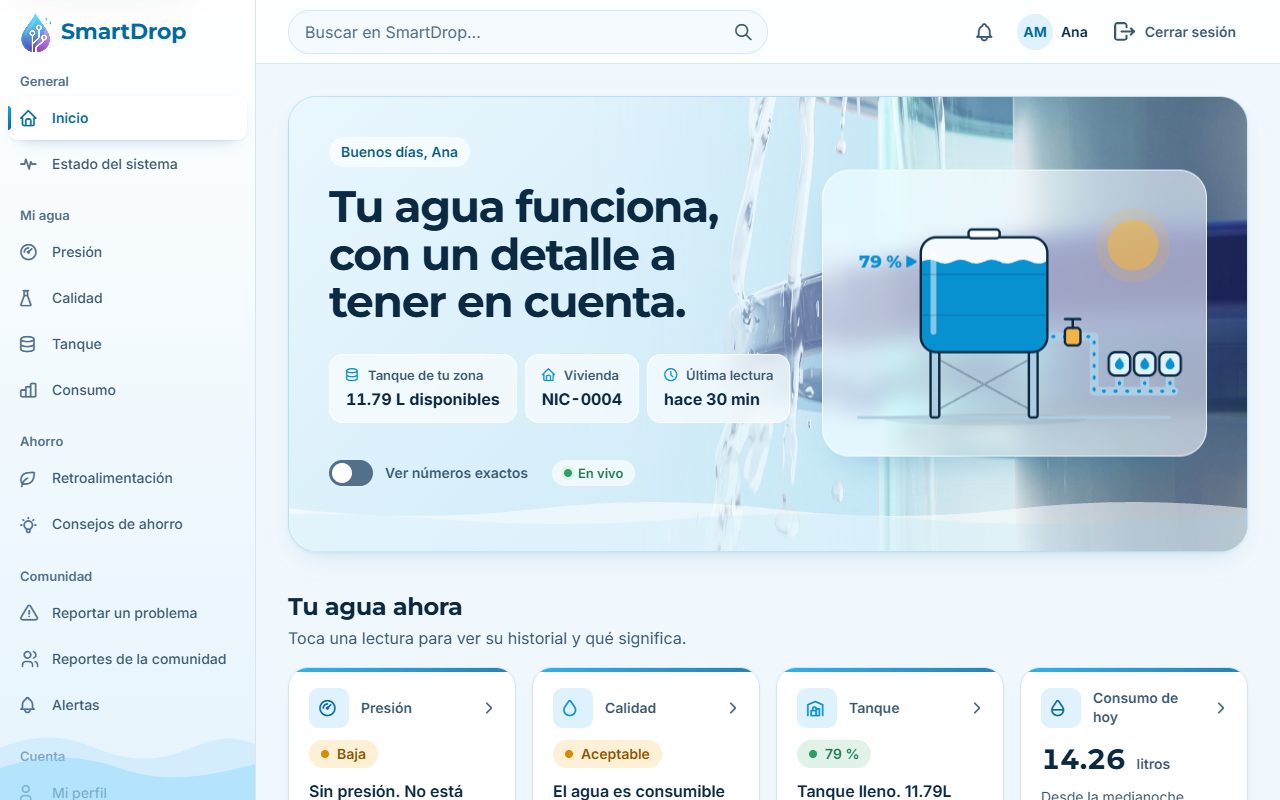 SmartDrop
General
Inicio
Estado del sistema
Mi agua
Presión
Calidad
Tanque
Consumo
Ahorro
Retroalimentación
Consejos de ahorro
Comunidad
Reportar un problema
Reportes de la comunidad
Alertas
Cuenta
Mi perfil
Buscar en SmartDrop...
AM
Ana
Cerrar sesión
Buenos días, Ana
Tu agua funciona,
con un detalle a
tener en cuenta.
Tanque de tu zona
11.79 L disponibles
Vivienda
NIC-0004
Última lectura
hace 30 min
Ver números exactos
En vivo
79 %
Tu agua ahora
Toca una lectura para ver su historial y qué significa.
Presión
Baja
Sin presión. No está
Calidad
Aceptable
El agua es consumible
Tanque
79 %
Tanque lleno. 11.79L
Consumo de
hoy
14.26 litros
Desde la medianoche